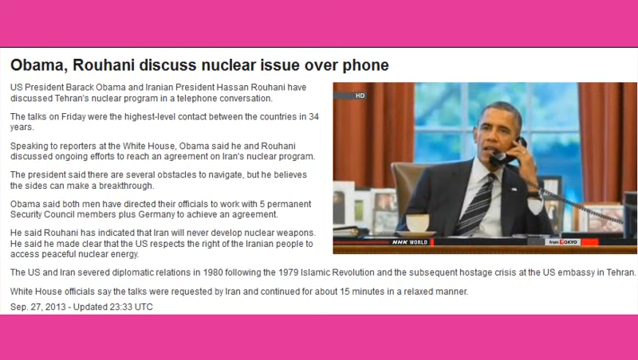 Obama, Rouhani discuss nuclear issue over phone
US President Barack Obama and Iranian President Hassan Rouhani have
discussed Tehran's nuclear program in a telephone conversation.
The talks on Friday were the highest-level contact between the countries in 34
years.
Speaking to reporters at the White House, Obama said he and Rouhani
discussed ongoing efforts to reach an agreement on Iran's nuclear program.
The president said there are several obstacles to navigate, but he believes
the sides can make a breakthrough.
Obama said both men have directed their officials to work with 5 permanent
Security Council members plus Germany to achieve an agreement.
He said Rouhani has indicated that Iran will never develop nuclear weapons.
He said he made clear that the US respects the right of the Iranian people to
access peaceful nuclear energy.
HD
NHK WORLD
from TOKYO
The US and Iran severed diplomatic relations in 1980 following the 1979 Islamic Revolution and the subsequent hostage crisis at the US embassy in Tehran.
White House officials say the talks were requested by Iran and continued for about 15 minutes in a relaxed manner.
Sep. 27, 2013 - Updated 23:33 UTC